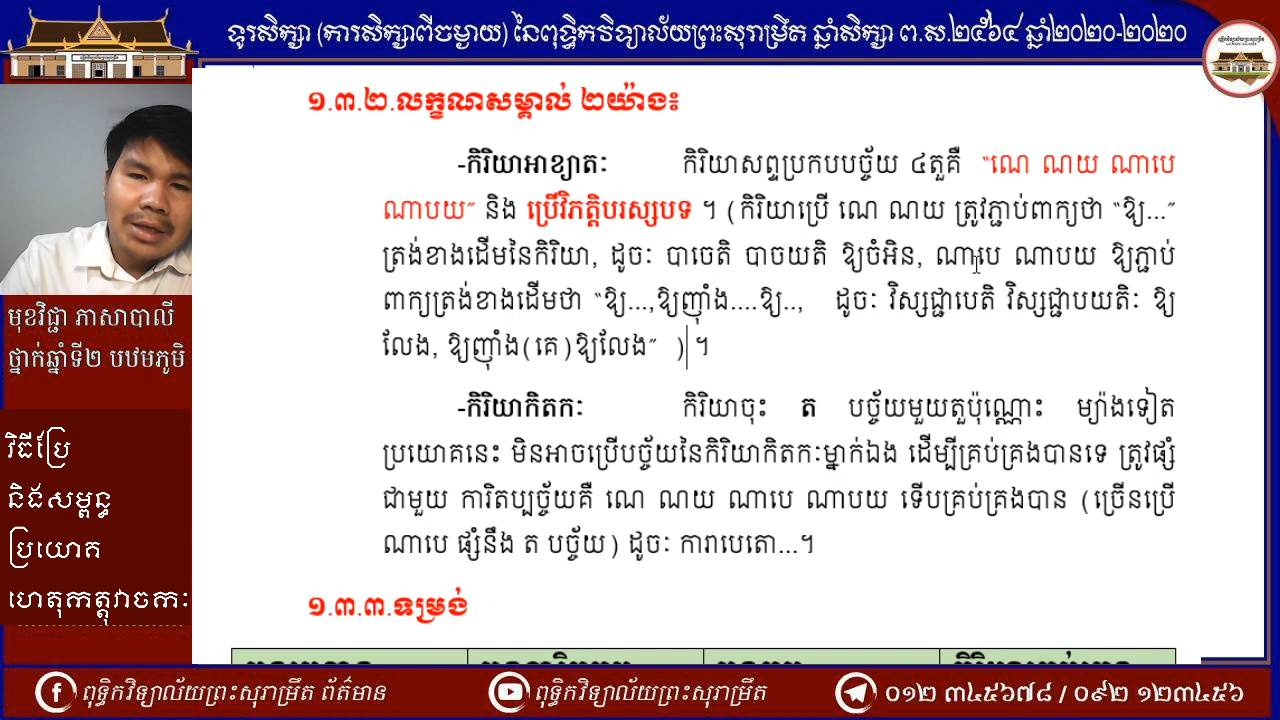 ទូរសិក្សា (ការសិក្សាពីចម្ងាយ) នៃពុទ្ធិកវិទ្យាល័យព្រះសុរាម្រឹត ឆ្នាំសិក្សា ព.ស.២៥៦៤ ឆ្នាំ២០២០-២០២០
១.៣.២.លក្ខណសម្គាល់ ២យ៉ាង៖
-កិរិយាអាខ្យាតៈ កិរិយាសព្ទប្រកបបច្ច័យ ៤តួគឺ “ណេ ណយ ណាបេ
ណាបយ” និង ប្រើវិភត្តិបរស្សបទ ។ (កិរិយាប្រើ ណេ ណយ ត្រូវភ្ជាប់ពាក្យថា “ឱ្យ...”
ត្រង់ខាងដើមនៃកិរិយា, ដូចៈ បាចេតិ បាចយតិ ឱ្យចំអិន, ណាបេ ណាបយ ឱ្យភ្ជាប់
ពាក្យត្រង់ខាងដើមថា “ឱ្យ...,ឱ្យញ៉ាំង....ឱ្យ.., ដូចៈ វិស្សជ្ជាបេតិ វិស្សជ្ជាបយតិៈ ឱ្យ
លែង, ឱ្យញ៉ាំង(គេ)ឱ្យលែង” ) ។
-កិរិយាកិតកៈ កិរិយាចុះ ត បច្ច័យមួយតួប៉ុណ្ណោះ ម្យ៉ាងទៀត
ប្រយោគនេះ មិនអាចប្រើបច្ច័យនៃកិរិយាកិតកៈម្នាក់ឯង ដើម្បីគ្រប់គ្រងបានទេ ត្រូវផ្សំ
ជាមួយ ការិតប្បច្ច័យគឺ ណេ ណយ ណាបេ ណាបយ ទើបគ្រប់គ្រងបាន (ច្រើនប្រើ
ណាបេ ផ្សំនឹង ត បច្ច័យ) ដូចៈ ការាបេតោ...។
១.៣.៣.ទម្រង់
មុខវិជ្ជា ភាសាបាលី
ថ្នាក់ឆ្នាំទី២ បឋមភូមិ
វិធីប្រែ
និងសម្ពន្ធ
ប្រយោគ
ហេតុកត្តុវាចកៈ
ពុទ្ធិកវិទ្យាល័យព្រះសុរាម្រឹត ព័ត៌មាន
ពុទ្ធិកវិទ្យាល័យព្រះសុរាម្រឹត
០១២ ៣៤៥៦៧៨ / ០៩២ ១២៣៤៥៦